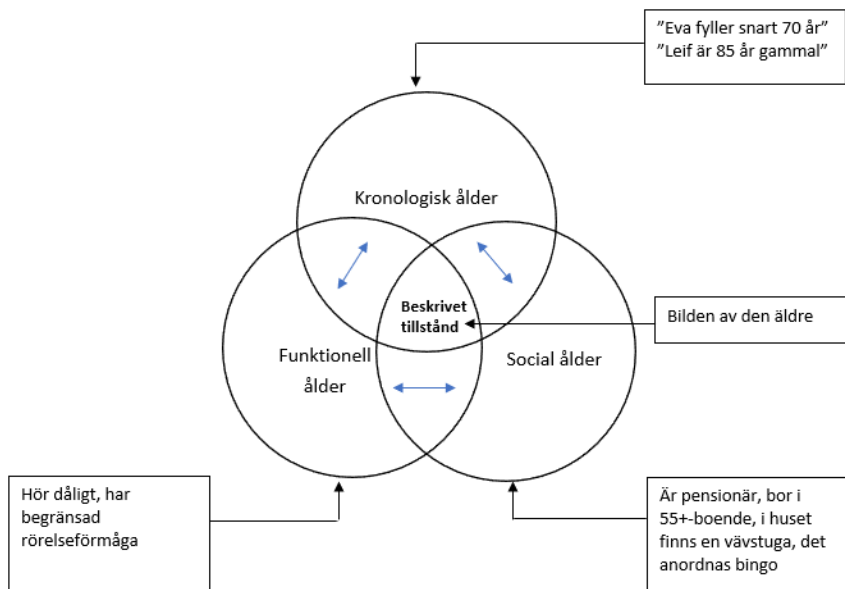 ”Eva fyller snart 70 år”
”Leif är 85 år gammal”
Kronologisk ålder
Beskrivet
tillstånd
Bilden av den äldre
Funktionell
ålder
Social ålder
Hör dåligt, har
begränsad
rörelseförmåga
Är pensionär, bor i
55+-boende, i huset
finns en vävstuga, det
anordnas bingo